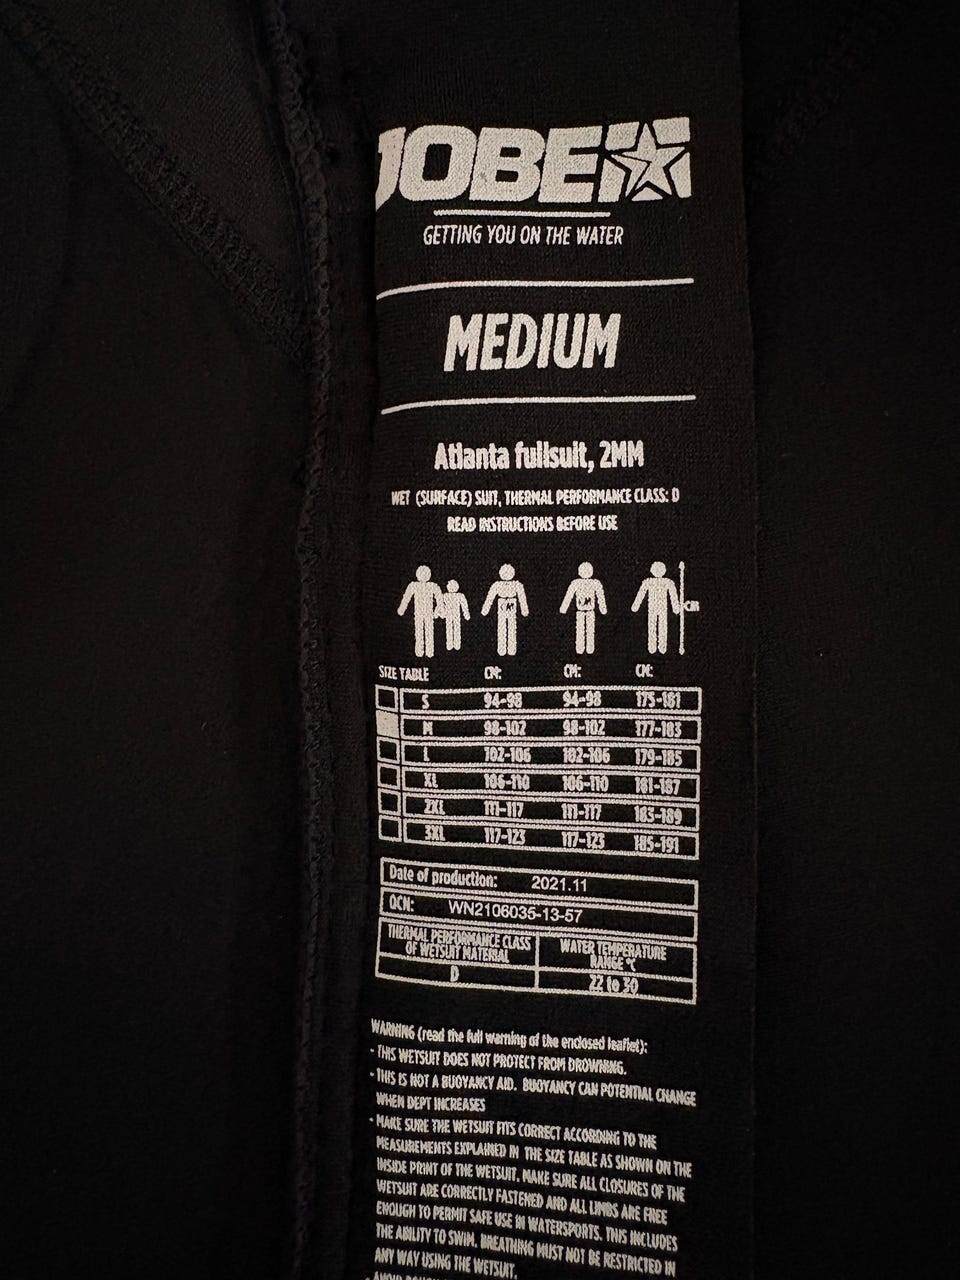 JOBE
GETTING YOU ON THE WATER
MEDIUM
Atlanta fullsuit, 2MM
WET (SURFACE) SUIT, THERMAL PERFORMANCE CLASS: D
READ INSTRUCTIONS BEFORE USE
CM
SIZE TABLE CM: CM: CM:
S 94-98 94-98 175-181
M 98-102 98-102 177-183
L 102-106 102-106 179-185
XL 106-110 106-110 181-187
2XL 111-117 111-117 183-189
3XL 117-123 117-123 185-191
Date of production: 2021.11
QCN: WN2106035-13-57
THERMAL PERFORMANCE CLASS WATER TEMPERATURE
OF WETSUIT MATERIAL RANGE °C
D 22 to 30
WARNING (read the full warning of the enclosed leaflet):
- THIS WETSUIT DOES NOT PROTECT FROM DROWNING.
- THIS IS NOT A BUOYANCY AID. BUOYANCY CAN POTENTIAL CHANGE
WHEN DEPT INCREASES
- MAKE SURE THE WETSUIT FITS CORRECT ACCORDING TO THE
MEASUREMENTS EXPLAINED IN THE SIZE TABLE AS SHOWN ON THE
INSIDE PRINT OF THE WETSUIT. MAKE SURE ALL CLOSURES OF THE
WETSUIT ARE CORRECTLY FASTENED AND ALL LIMBS ARE FREE
ENOUGH TO PERMIT SAFE USE IN WATERSPORTS. THIS INCLUDES
THE ABILITY TO SWIM. BREATHING MUST NOT BE RESTRICTED IN
ANY WAY USING THE WETSUIT.
- AVOID